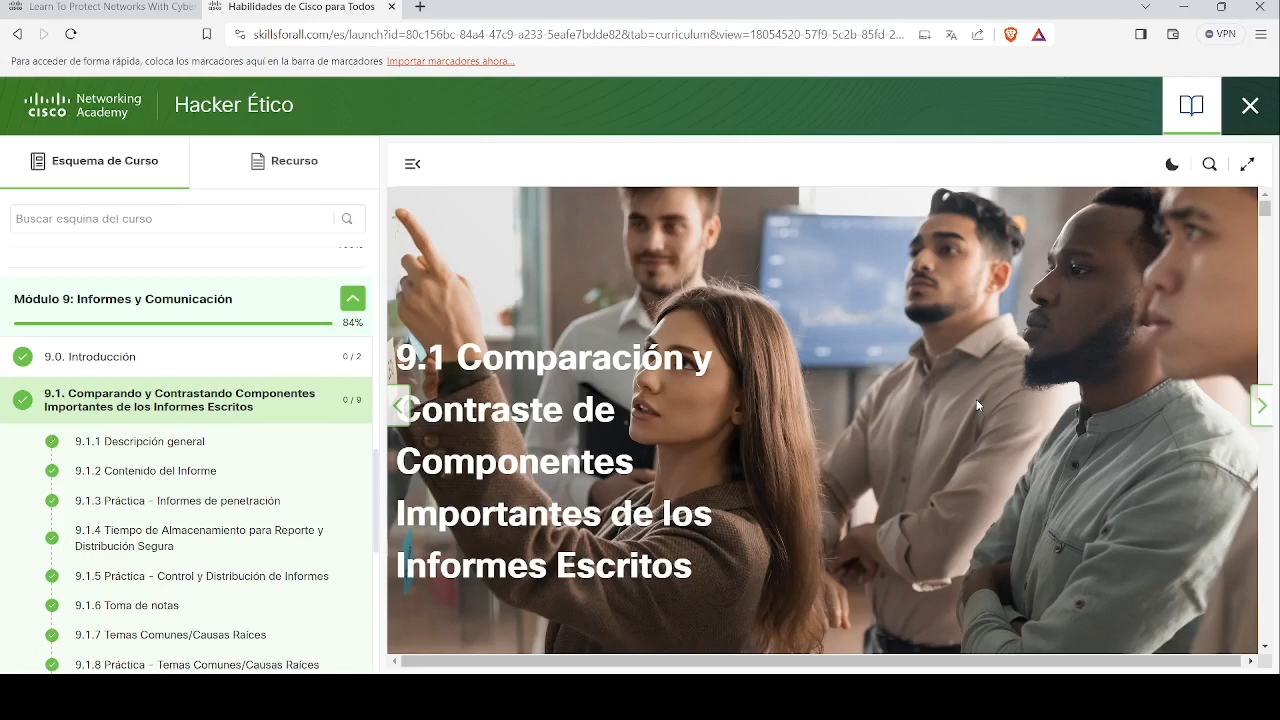 Learn To Protect Networks With Cyber
Habilidades de Cisco para Todos
skillsforall.com/es/launch?id=80c156bc-84a4-47c9-a233-5eafe7bdde82&tab=curriculum&view=18054520-57f9-5c2b-85fd-2...
VPN
Para acceder de forma rápida, coloca los marcadores aquí en la barra de marcadores Importar marcadores ahora...
CISCO
Networking
Academy
Hacker Ético
Esquema de Curso
Recurso
Buscar esquina del curso
Módulo 9: Informes y Comunicación
84%
9.0. Introducción
0 / 2
9.1. Comparando y Contrastando Componentes
Importantes de los Informes Escritos
0 / 9
9.1.1 Descripción general
9.1.2 Contenido del Informe
9.1.3 Práctica - Informes de penetración
9.1.4 Tiempo de Almacenamiento para Reporte y
Distribución Segura
9.1.5 Práctica - Control y Distribución de Informes
9.1.6 Toma de notas
9.1.7 Temas Comunes/Causas Raíces
9.1.8 Práctica - Temas Comunes/Causas Raíces
9.1 Comparación y
Contraste de
Componentes
Importantes de los
Informes Escritos